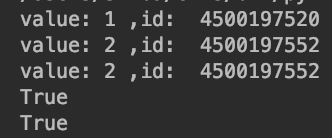 value: 1 ,id:  4500197520
value: 2 ,id:  4500197552
value: 2 ,id:  4500197552
True
True